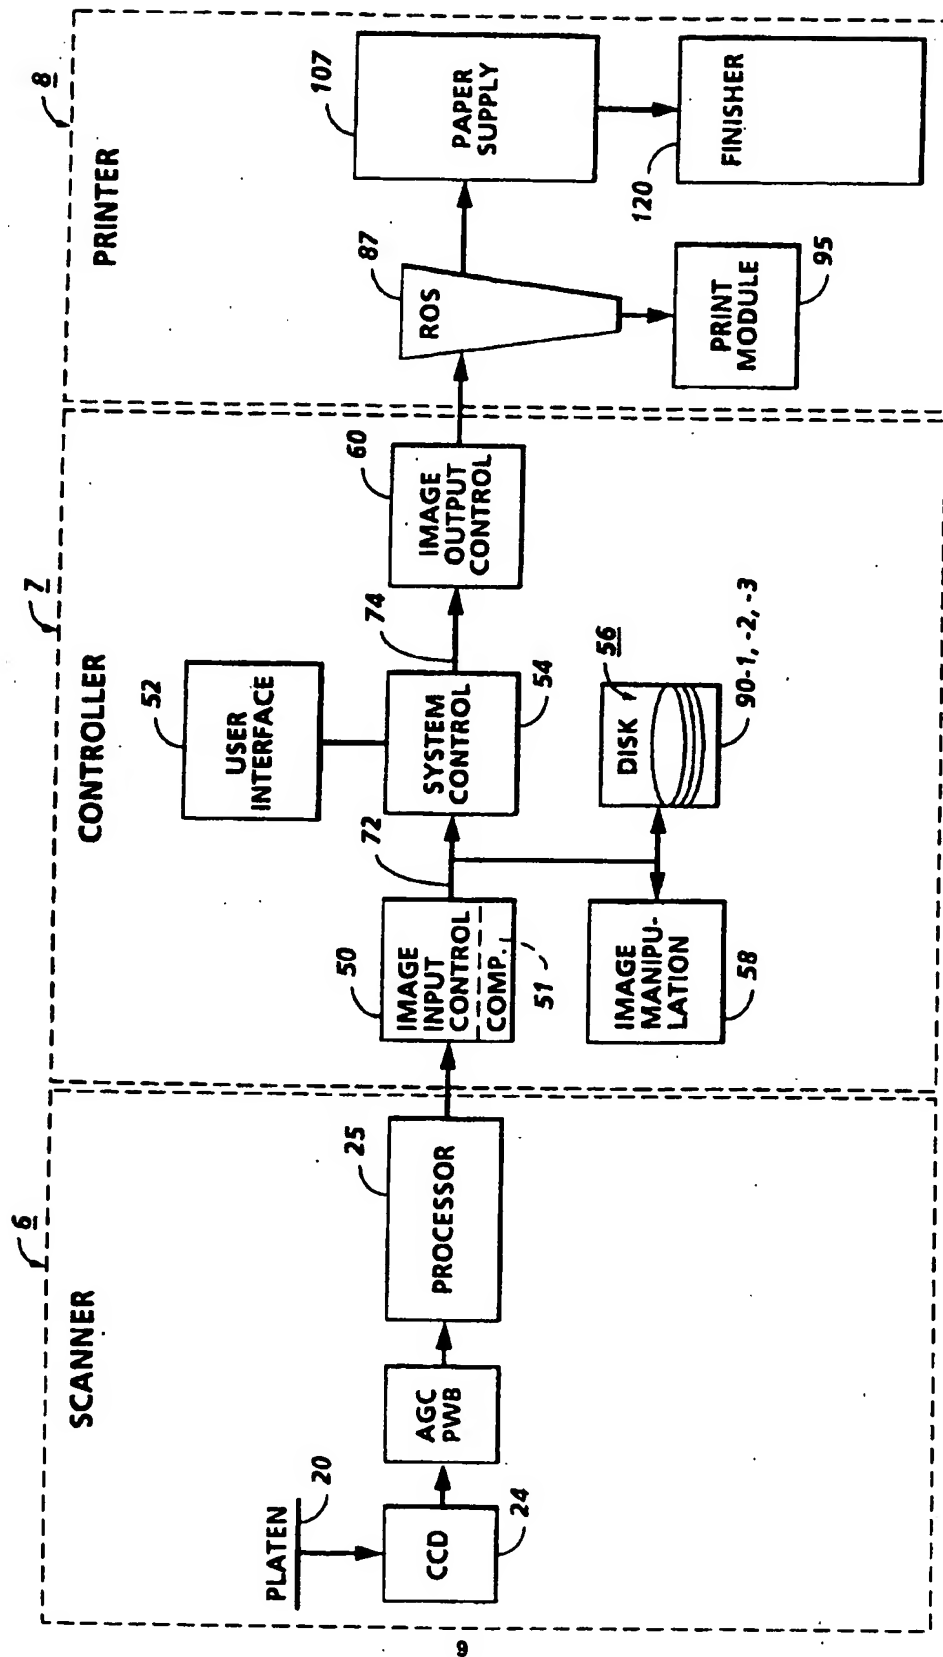 6
SCANNER
PLATEN
20
CCD
24
AGC
PWB
PROCESSOR
25
7
CONTROLLER
50
IMAGE
INPUT
CONTROL
COMP.
51
72
USER
INTERFACE
52
SYSTEM
CONTROL
54
74
IMAGE
OUTPUT
CONTROL
60
IMAGE
MANIPU-
LATION
58
DISK
56
90-1, -2, -3
8
PRINTER
ROS
87
PRINT
MODULE
95
PAPER
SUPPLY
107
FINISHER
120